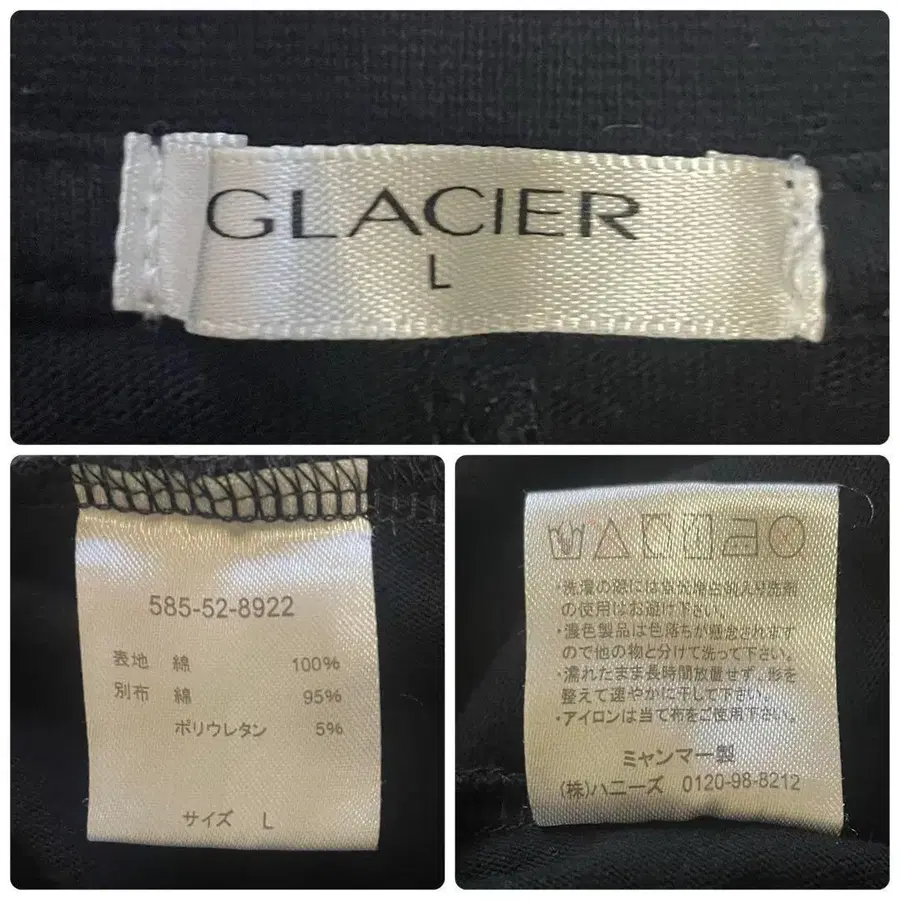 GLACIER
L
585-52-8922
表地 綿 100%
別布 綿 95%
ポリウレタン 5%
サイズ L
・洗濯の際には蛍光増白剤入り洗剤
の使用はお避け下さい。
・濃色製品は色落ちが懸念されます
ので他の物と分けて洗って下さい。
・濡れたまま長時間放置せず、形を
整えて速やかに干して下さい。
・アイロンは当て布をご使用下さい。
ミャンマー製
(株)ハニーズ 0120-98-8212